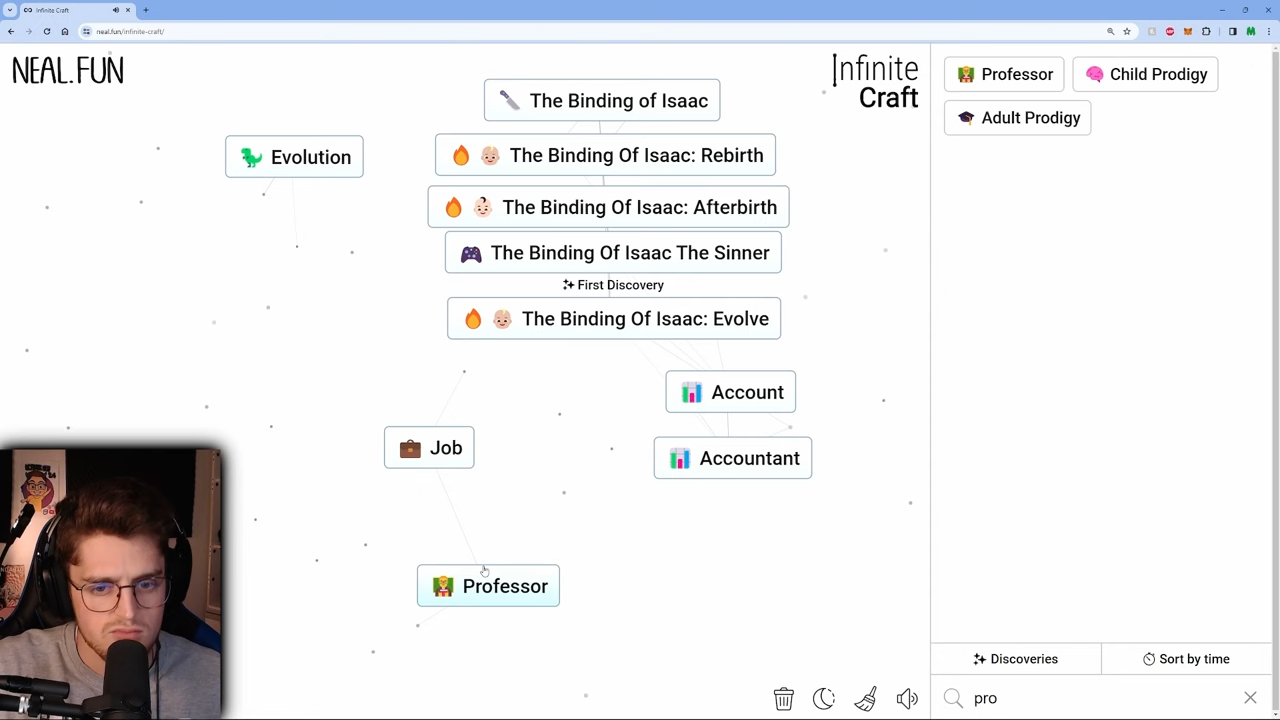 Infinite Craft
neal.fun/infinite-craft/
NEAL.FUN
Infinite
Craft
The Binding of Isaac
Evolution
The Binding Of Isaac: Rebirth
The Binding Of Isaac: Afterbirth
The Binding Of Isaac The Sinner
First Discovery
The Binding Of Isaac: Evolve
Account
Job
Accountant
Professor
Professor
Child Prodigy
Adult Prodigy
Discoveries
Sort by time
pro